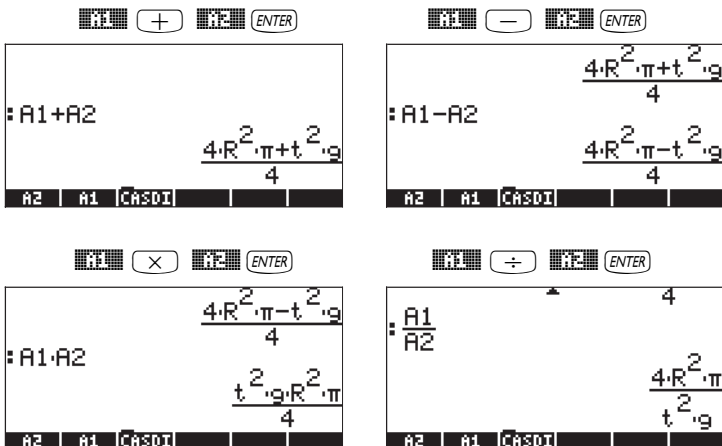 A1 + A2 ENTER
A1 − A2 ENTER
:A1+A2
4·R²·π+t²·g
4
A2 A1 CASDI
4·R²·π+t²·g
4
:A1−A2
4·R²·π−t²·g
4
A2 A1 CASDI
A1 × A2 ENTER
A1 ÷ A2 ENTER
4·R²·π−t²·g
4
:A1·A2
t²·g·R²·π
4
A2 A1 CASDI
4
:A1
A2
4·R²·π
t²·g
A2 A1 CASDI